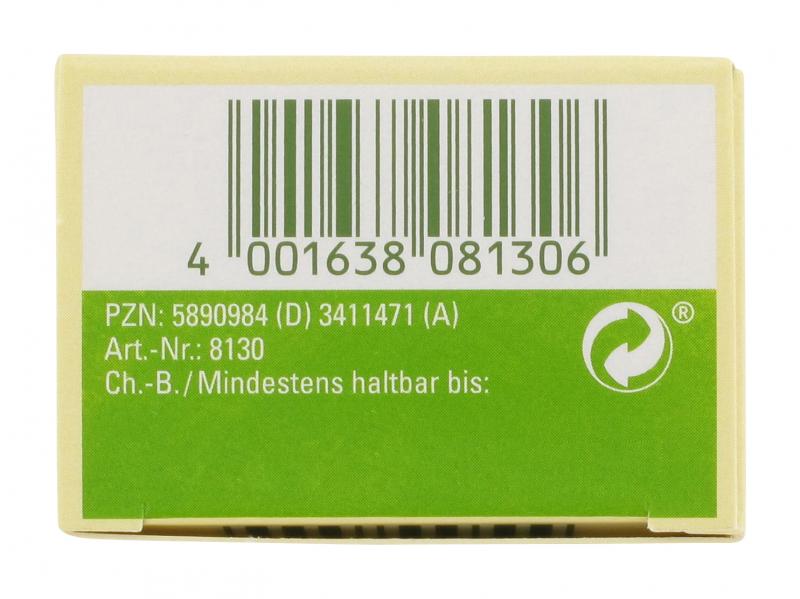 4 001638 081306
PZN: 5890984 (D) 3411471 (A)
Art.-Nr.: 8130
Ch.-B./Mindestens haltbar bis:
®